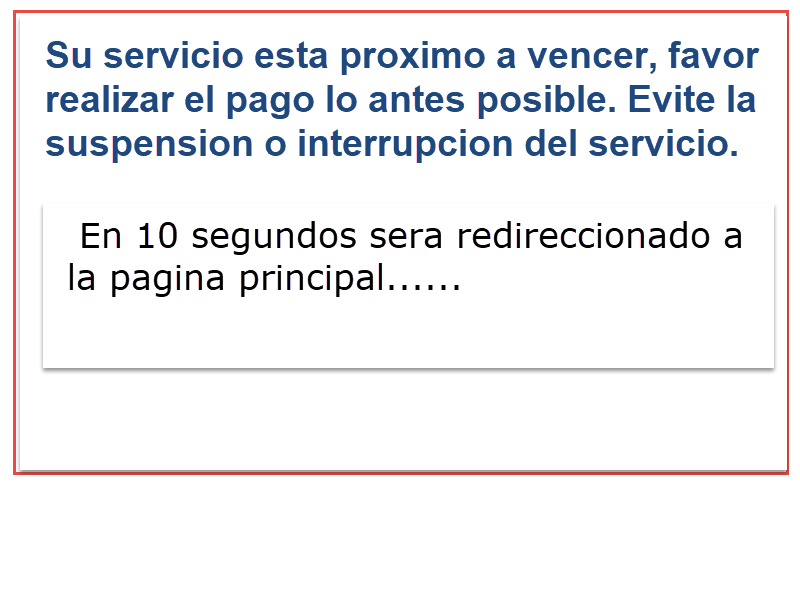 Su servicio esta proximo a vencer, favor
realizar el pago lo antes posible. Evite la
suspension o interrupcion del servicio.
En 10 segundos sera redireccionado a
la pagina principal......